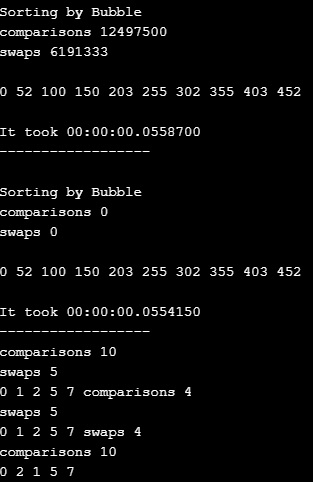 Sorting by Bubble
comparisons 12497500
swaps 6191333
0 52 100 150 203 255 302 355 403 452
It took 00:00:00.0558700
------------------
Sorting by Bubble
comparisons 0
swaps 0
0 52 100 150 203 255 302 355 403 452
It took 00:00:00.0554150
------------------
comparisons 10
swaps 5
0 1 2 5 7 comparisons 4
swaps 5
0 1 2 5 7 swaps 4
comparisons 10
0 2 1 5 7